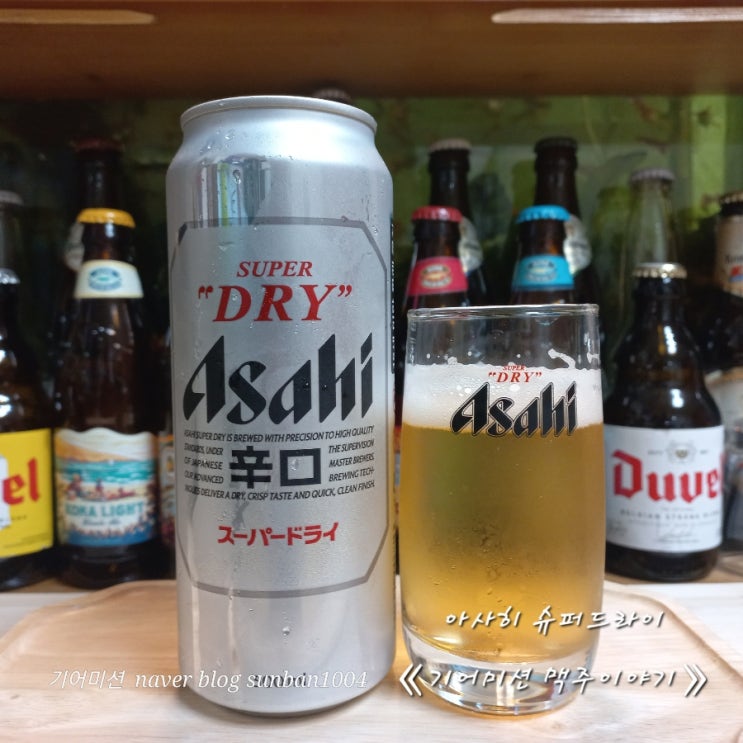 SUPER
"DRY"
Asahi
ASAHI SUPER DRY IS BREWED WITH PRECISION TO HIGH QUALITY
STANDARDS, UNDER THE SUPERVISION
OF JAPANESE MASTER BREWERS.
OUR ADVANCED BREWING TECH-
NIQUES DELIVER A DRY, CRISP TASTE AND QUICK, CLEAN FINISH.
辛口
スーパードライ
SUPER
"DRY"
Asahi
vel
KONA LIGHT
Duvel
아사히 슈퍼드라이
기어미션 naver blog sunban1004
《기어미션 맥주이야기》